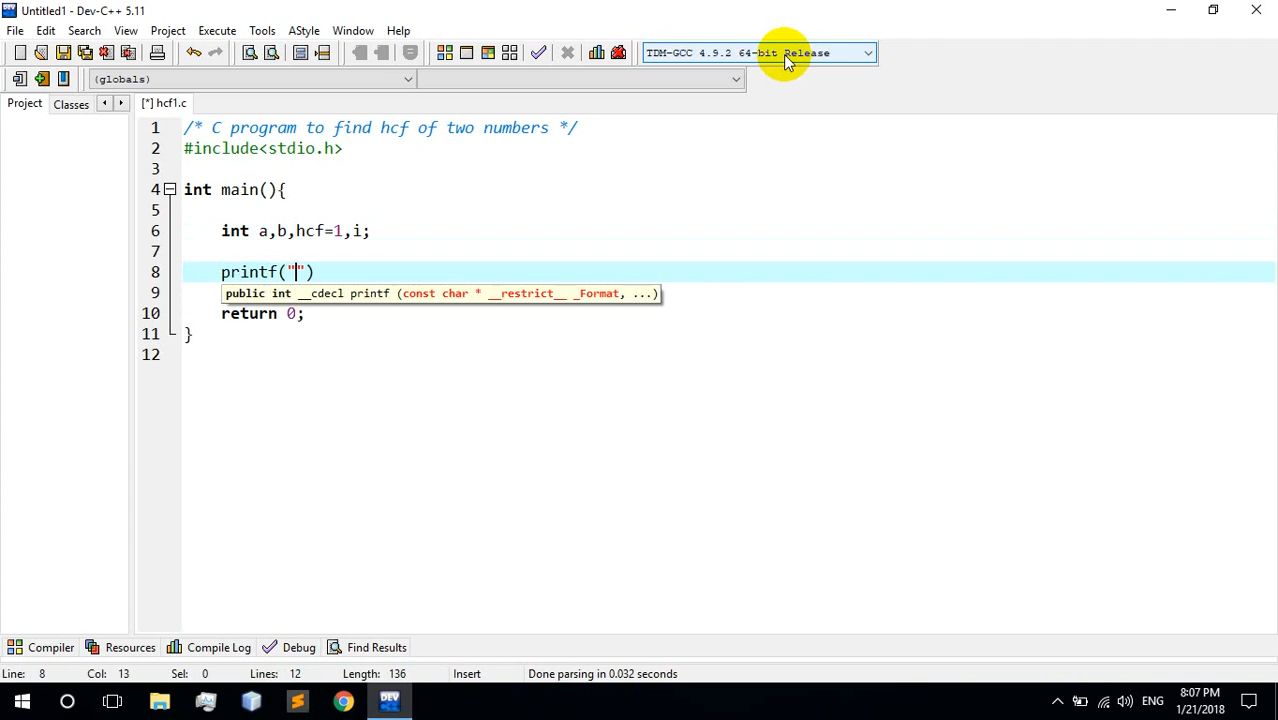 Untitled1 - Dev-C++ 5.11
File Edit Search View Project Execute Tools AStyle Window Help
TDM-GCC 4.9.2 64-bit Release
(globals)
Project Classes [*] hcf1.c
1 /* C program to find hcf of two numbers */
2 #include<stdio.h>
3
4 int main(){
5
6 int a,b,hcf=1,i;
7
8 printf("")
9 public int __cdecl printf (const char * __restrict__ _Format, ...)
10 return 0;
11 }
12
Compiler Resources Compile Log Debug Find Results
Line: 8 Col: 13 Sel: 0 Lines: 12 Length: 136 Insert Done parsing in 0.032 seconds
DEV ENG 8:07 PM
1/21/2018